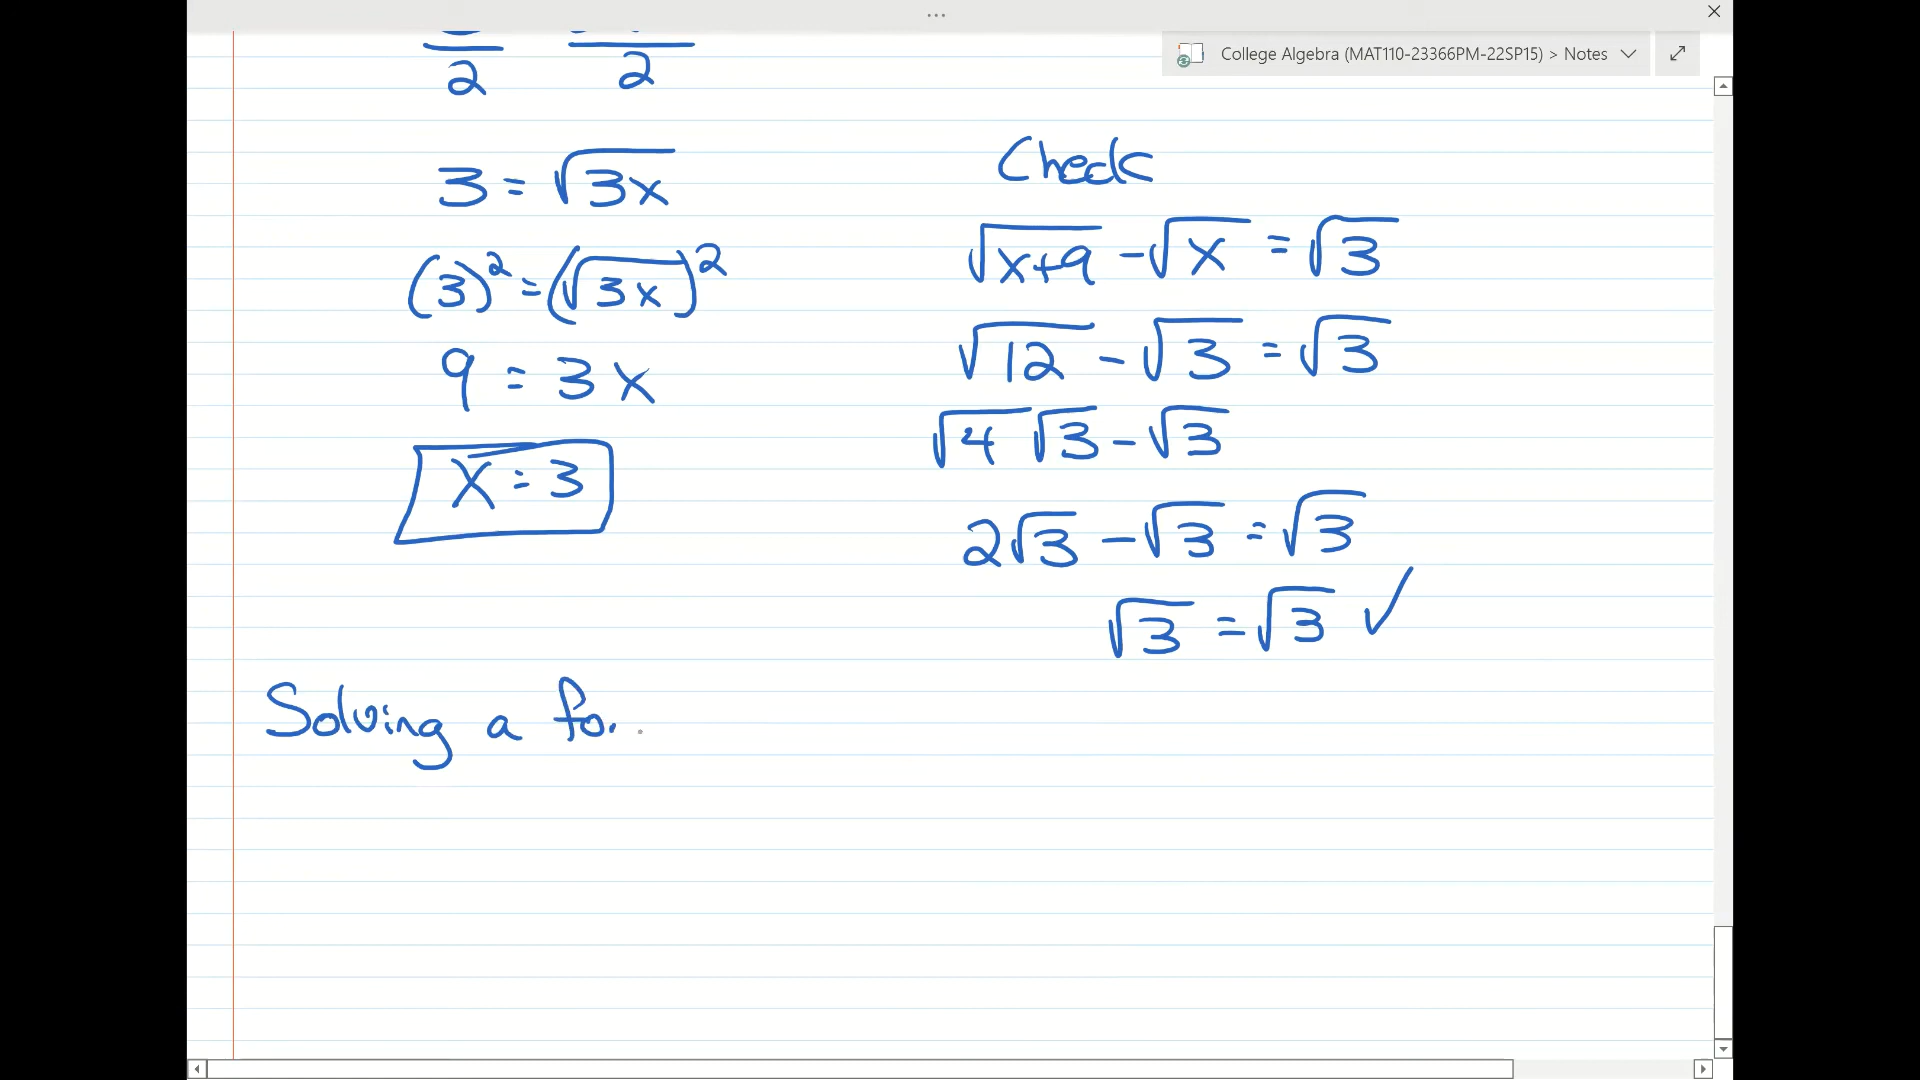 ...
College Algebra (MAT110-23366PM-22SP15) > Notes
2 2
3 = √3x
(3)² = (√3x)²
9 = 3x
x = 3
Check
√x+9 - √x = √3
√12 - √3 = √3
√4 √3 - √3
2√3 - √3 = √3
√3 = √3 ✓
Solving a fo